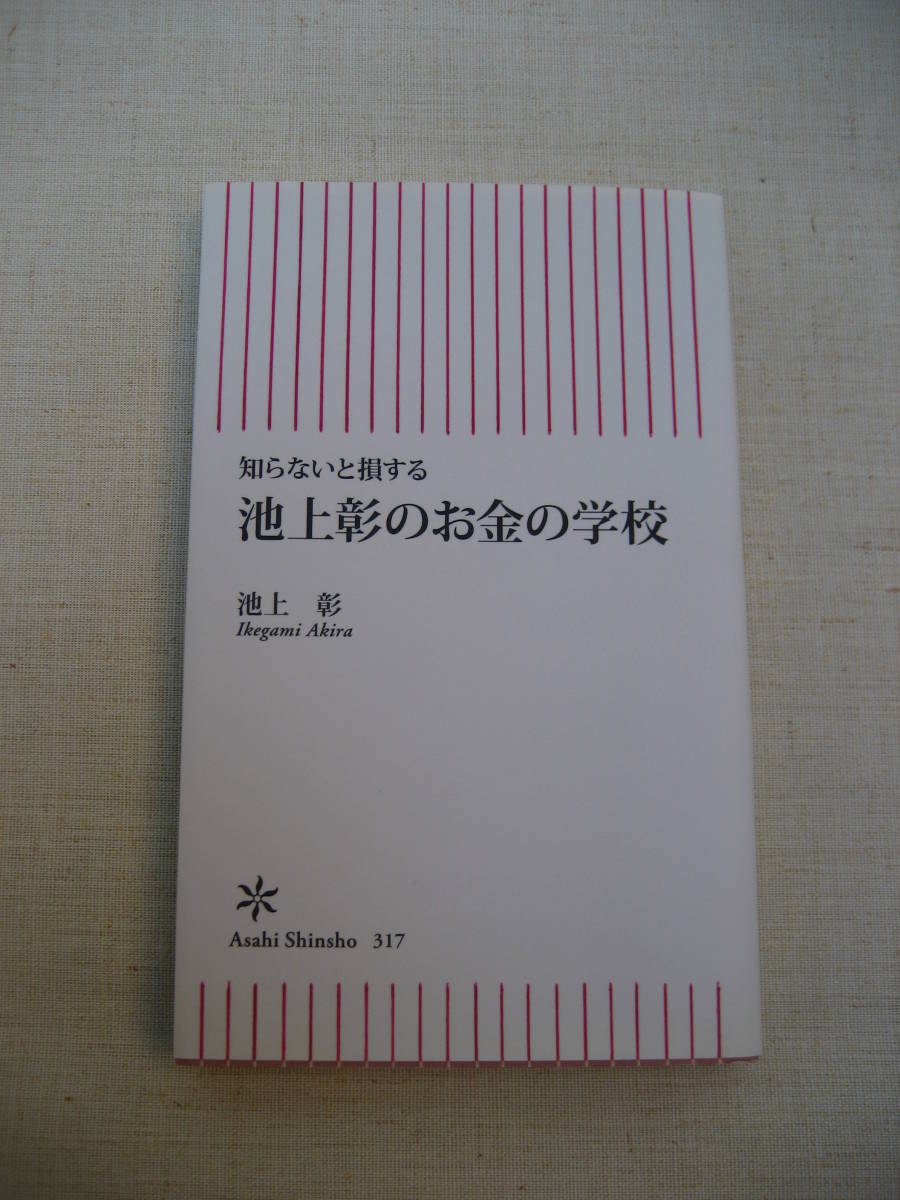 知らないと損する
池上彰のお金の学校
池上　彰
Ikegami Akira
Asahi Shinsho 317